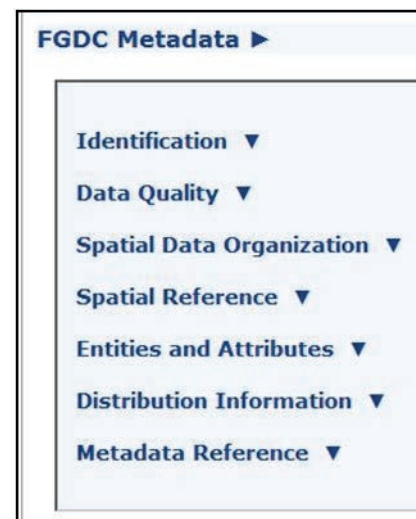 FGDC Metadata ►
Identification ▼
Data Quality ▼
Spatial Data Organization ▼
Spatial Reference ▼
Entities and Attributes ▼
Distribution Information ▼
Metadata Reference ▼